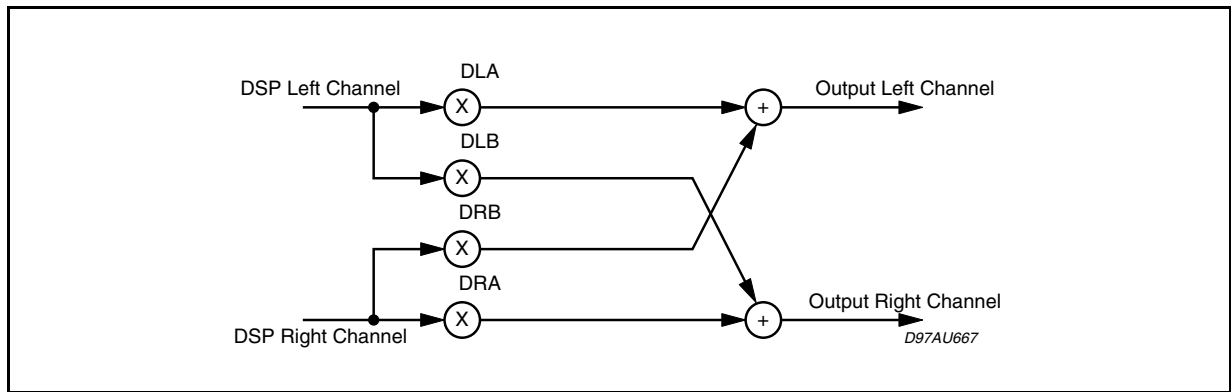 DLA
DSP Left Channel
Output Left Channel
X
+
DLB
X
DRB
X
DRA
Output Right Channel
X
+
DSP Right Channel
D97AU667